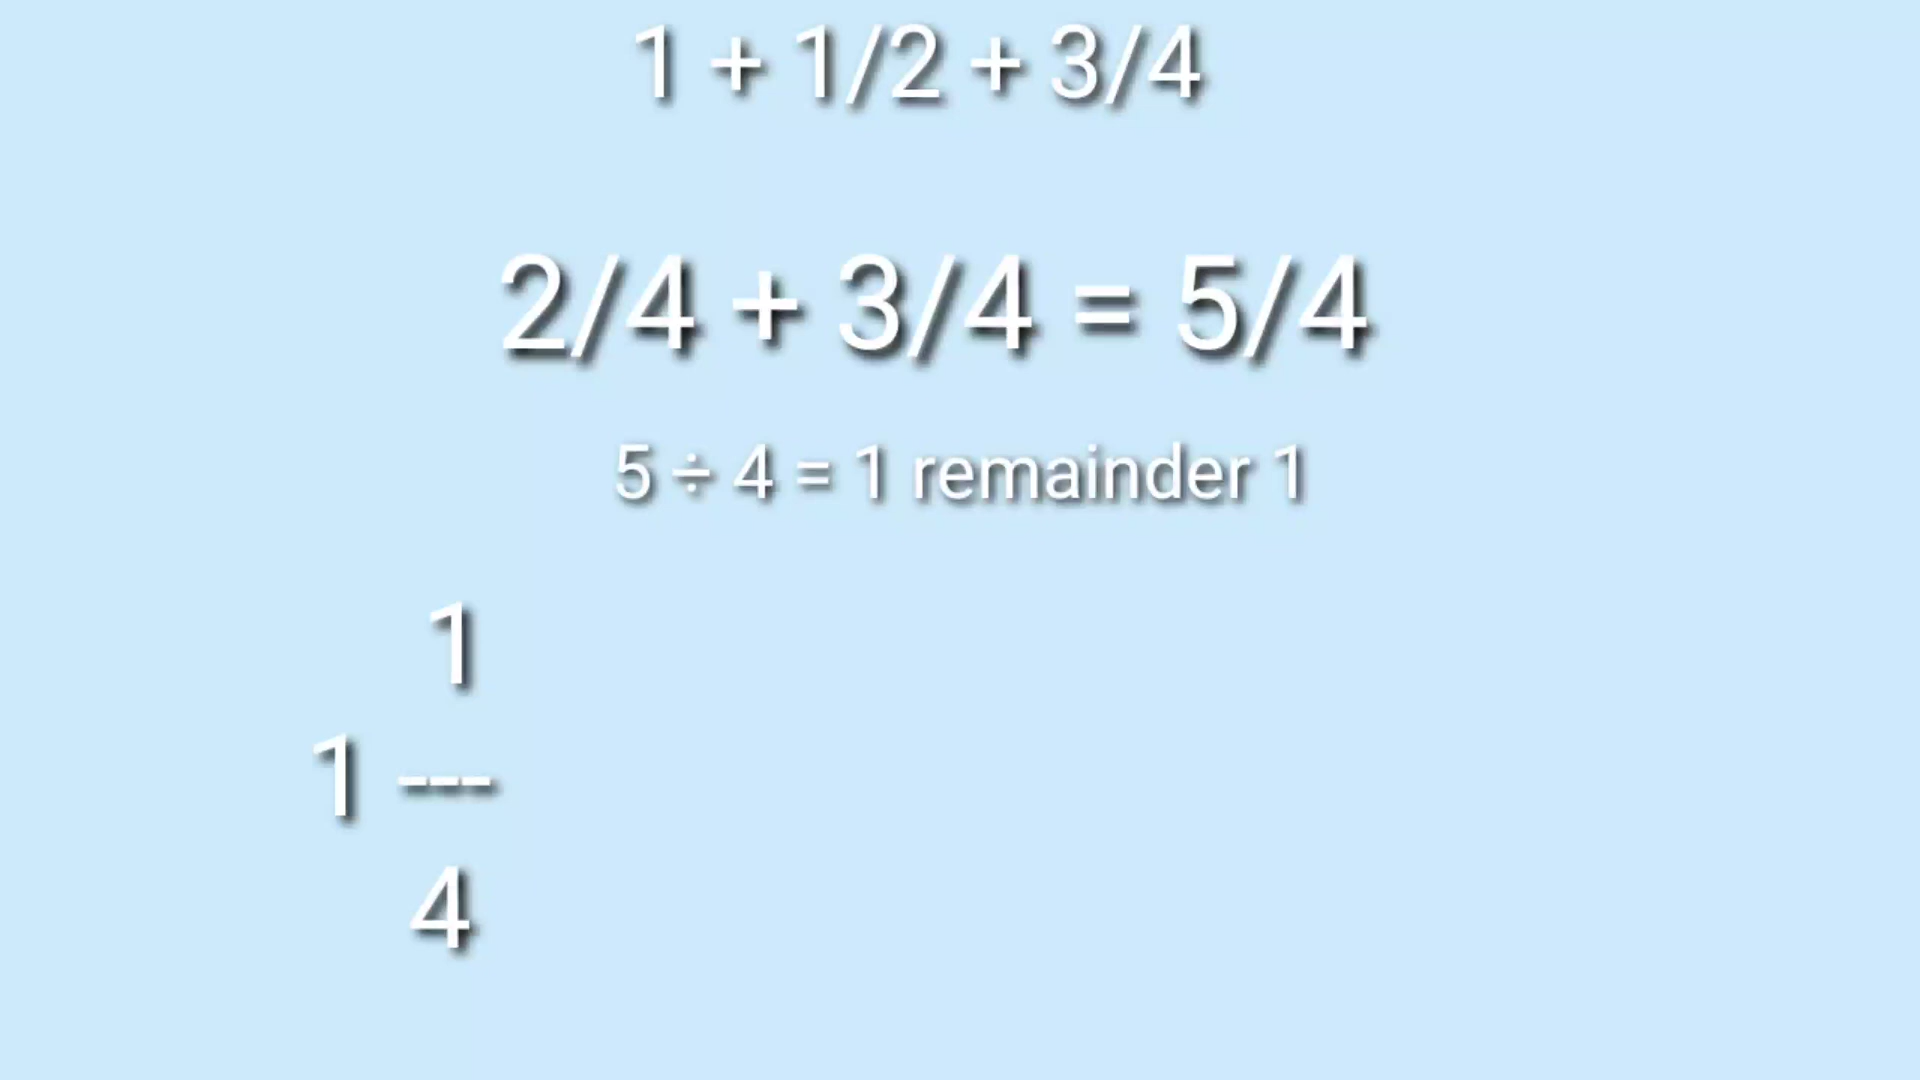 1 + 1/2 + 3/4
2/4 + 3/4 = 5/4
5 ÷ 4 = 1 remainder 1
1
1 ---
4